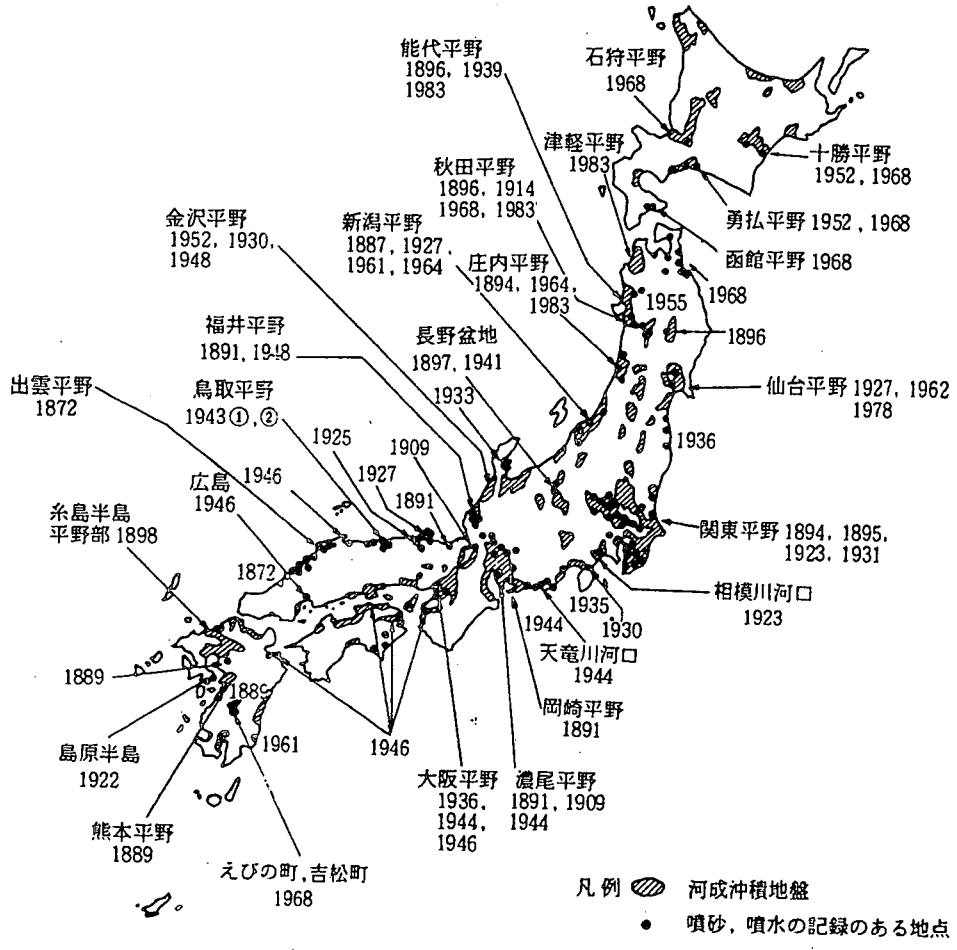 能代平野
1896, 1939
1983
石狩平野
1968
津軽平野
1983
十勝平野
1952, 1968
秋田平野
1896, 1914
1968, 1983
勇払平野 1952, 1968
函館平野 1968
金沢平野
1952, 1930,
1948
新潟平野
1887, 1927,
1961, 1964
庄内平野
1894, 1964,
1983
1968
1955
1896
福井平野
1891, 1948
長野盆地
1897, 1941
1933
仙台平野 1927, 1962
1978
出雲平野
1872
鳥取平野
1943①,②
1925
1909
1936
広島
1946
1946
1927
1891
糸島半島
平野部 1898
関東平野 1894, 1895,
1923, 1931
1872
相模川河口
1923
1935
1930
1944
天竜川河口
1944
1889
1889
岡崎平野
1891
島原半島
1922
1961
1946
大阪平野
1936,
1944,
1946
濃尾平野
1891, 1909
1944
熊本平野
1889
えびの町,吉松町
1968
凡例 河成沖積地盤
噴砂，噴水の記録のある地点